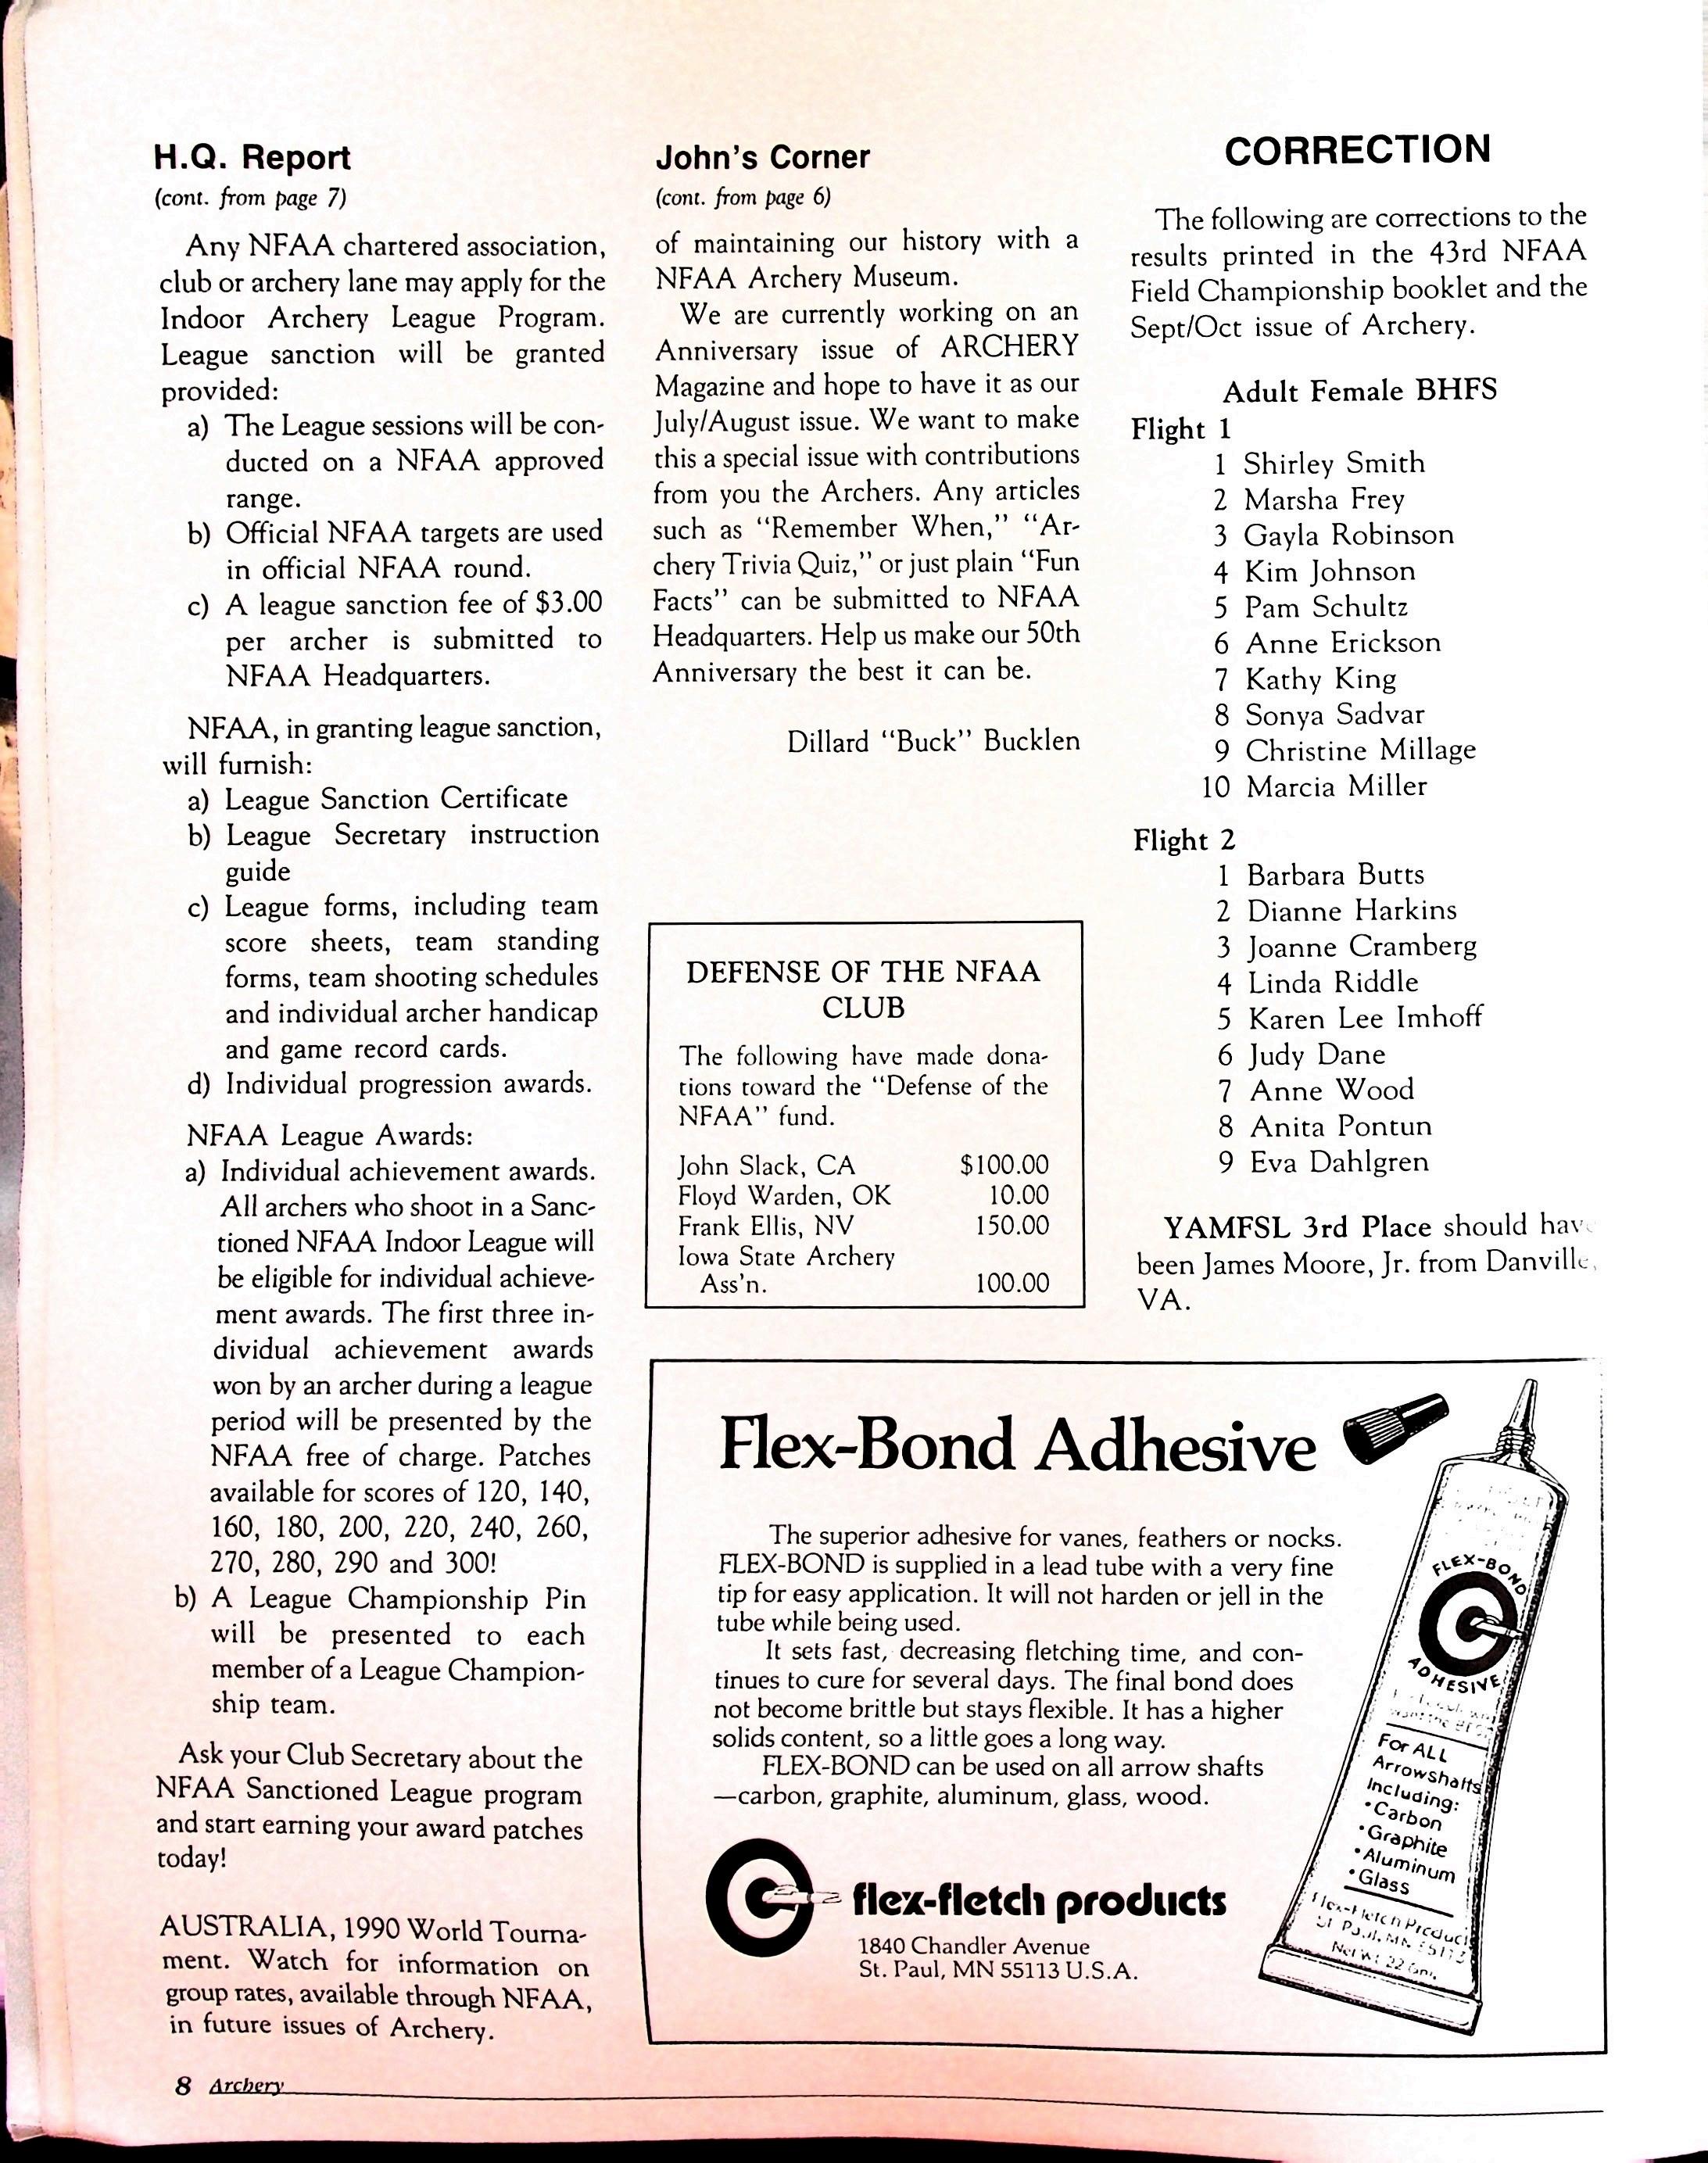 H.Q. Report
(cont. from page 7)
Any NFAA chartered association,
club or archery lane may apply for the
Indoor Archery League Program.
League sanction will be granted
provided:
a) The League sessions will be con-
ducted on a NFAA approved
range.
b) Official NFAA targets are used
in official NFAA round.
c) A league sanction fee of $3.00
per archer is submitted to
NFAA Headquarters.
NFAA, in granting league sanction,
will furnish:
a) League Sanction Certificate
b) League Secretary instruction
guide
c) League forms, including team
score sheets, team standing
forms, team shooting schedules
and individual archer handicap
and game record cards.
d) Individual progression awards.
NFAA League Awards:
a) Individual achievement awards.
All archers who shoot in a Sanc-
tioned NFAA Indoor League will
be eligible for individual achieve-
ment awards. The first three in-
dividual achievement awards
won by an archer during a league
period will be presented by the
NFAA free of charge. Patches
available for scores of 120, 140,
160, 180, 200, 220, 240, 260,
270, 280, 290 and 300!
b) A League Championship Pin
will be presented to each
member of a League Champion-
ship team.
Ask your Club Secretary about the
NFAA Sanctioned League program
and start earning your award patches
today!
AUSTRALIA, 1990 World Tourna-
ment. Watch for information on
group rates, available through NFAA,
in future issues of Archery.
John's Corner
(cont. from page 6)
of maintaining our history with a
NFAA Archery Museum.
We are currently working on an
Anniversary issue of ARCHERY
Magazine and hope to have it as our
July/August issue. We want to make
this a special issue with contributions
from you the Archers. Any articles
such as "Remember When," "Ar-
chery Trivia Quiz," or just plain "Fun
Facts" can be submitted to NFAA
Headquarters. Help us make our 50th
Anniversary the best it can be.
Dillard "Buck" Bucklen
DEFENSE OF THE NFAA
CLUB
The following have made dona-
tions toward the "Defense of the
NFAA" fund.
John Slack, CA $100.00
Floyd Warden, OK 10.00
Frank Ellis, NV 150.00
Iowa State Archery
Ass'n. 100.00
CORRECTION
The following are corrections to the
results printed in the 43rd NFAA
Field Championship booklet and the
Sept/Oct issue of Archery.
Adult Female BHFS
Flight 1
1 Shirley Smith
2 Marsha Frey
3 Gayla Robinson
4 Kim Johnson
5 Pam Schultz
6 Anne Erickson
7 Kathy King
8 Sonya Sadvar
9 Christine Millage
10 Marcia Miller
Flight 2
1 Barbara Butts
2 Dianne Harkins
3 Joanne Cramberg
4 Linda Riddle
5 Karen Lee Imhoff
6 Judy Dane
7 Anne Wood
8 Anita Pontun
9 Eva Dahlgren
YAMFSL 3rd Place should have
been James Moore, Jr. from Danville,
VA.
Flex-Bond Adhesive
The superior adhesive for vanes, feathers or nocks.
FLEX-BOND is supplied in a lead tube with a very fine
tip for easy application. It will not harden or jell in the
tube while being used.
It sets fast, decreasing fletching time, and con-
tinues to cure for several days. The final bond does
not become brittle but stays flexible. It has a higher
solids content, so a little goes a long way.
FLEX-BOND can be used on all arrow shafts
—carbon, graphite, aluminum, glass, wood.
flex-fletch products
1840 Chandler Avenue
St. Paul, MN 55113 U.S.A.
FLEX-BOND
ADHESIVE
For ALL
Arrowshafts
Including:
•Carbon
•Graphite
•Aluminum
•Glass
Flex-Fletch Product
St. Paul, MN 55113
Net Wt. 22 Gm.
8 Archery